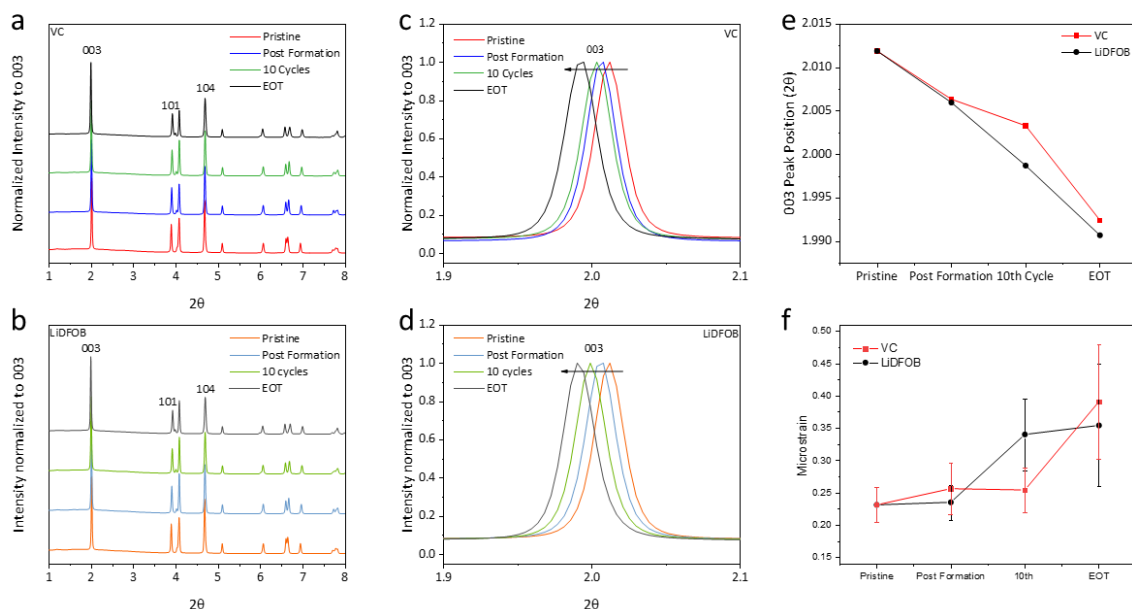 a
VC
003
101
104
Pristine
Post Formation
10 Cycles
EOT
Normalized Intensity to 003
1 2 3 4 5 6 7 8
2θ
b
LiDFOB
003
101
104
Pristine
Post Formation
10 cycles
EOT
Intensity normalized to 003
1 2 3 4 5 6 7 8
2θ
c
VC
003
Pristine
Post Formation
10 Cycles
EOT
Normalized Intensity to 003
1.2
1.0
0.8
0.6
0.4
0.2
0.0
1.9 2.0 2.1
2θ
d
LiDFOB
003
Pristine
Post Formation
10 cycles
EOT
Intensity normalized to 003
1.2
1.0
0.8
0.6
0.4
0.2
0.0
1.9 2.0 2.1
2θ
e
VC
LiDFOB
003 Peak Position (2θ)
2.015
2.010
2.005
2.000
1.995
1.990
Pristine Post Formation 10th Cycle EOT
f
VC
LiDFOB
Microstrain
0.50
0.45
0.40
0.35
0.30
0.25
0.20
0.15
Pristine Post Formation 10th EOT